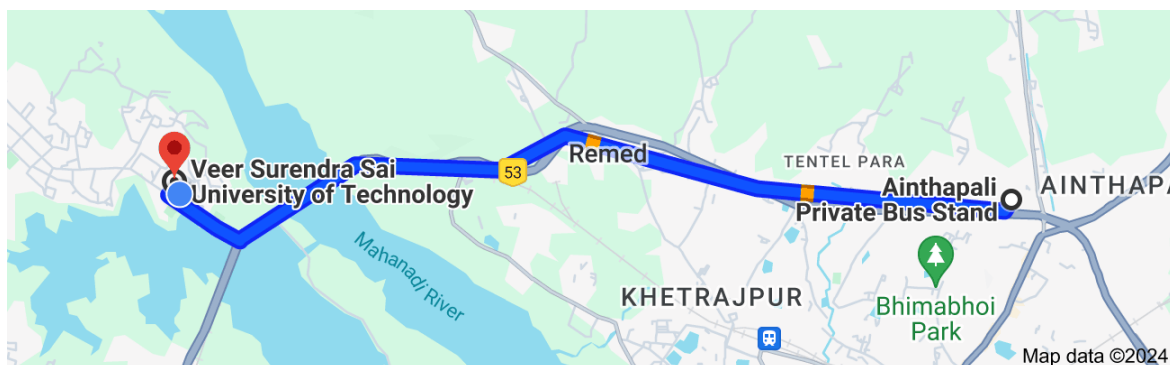 Veer Surendra Sai
University of Technology
53
Remed
TENTEL PARA
Ainthapali
Private Bus Stand
AINTHAPA
Mahanadi River
KHETRAJPUR
Bhimabhoi
Park
Map data ©2024